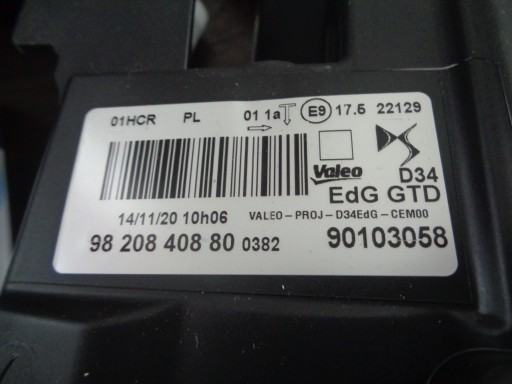 01HCR PL 01 1a E9 17.5 22129
Valeo D34
EdG GTD
14/11/20 10h06 VALEO-PROJ-D34EdG-CEM00
98 208 408 80 0382 90103058